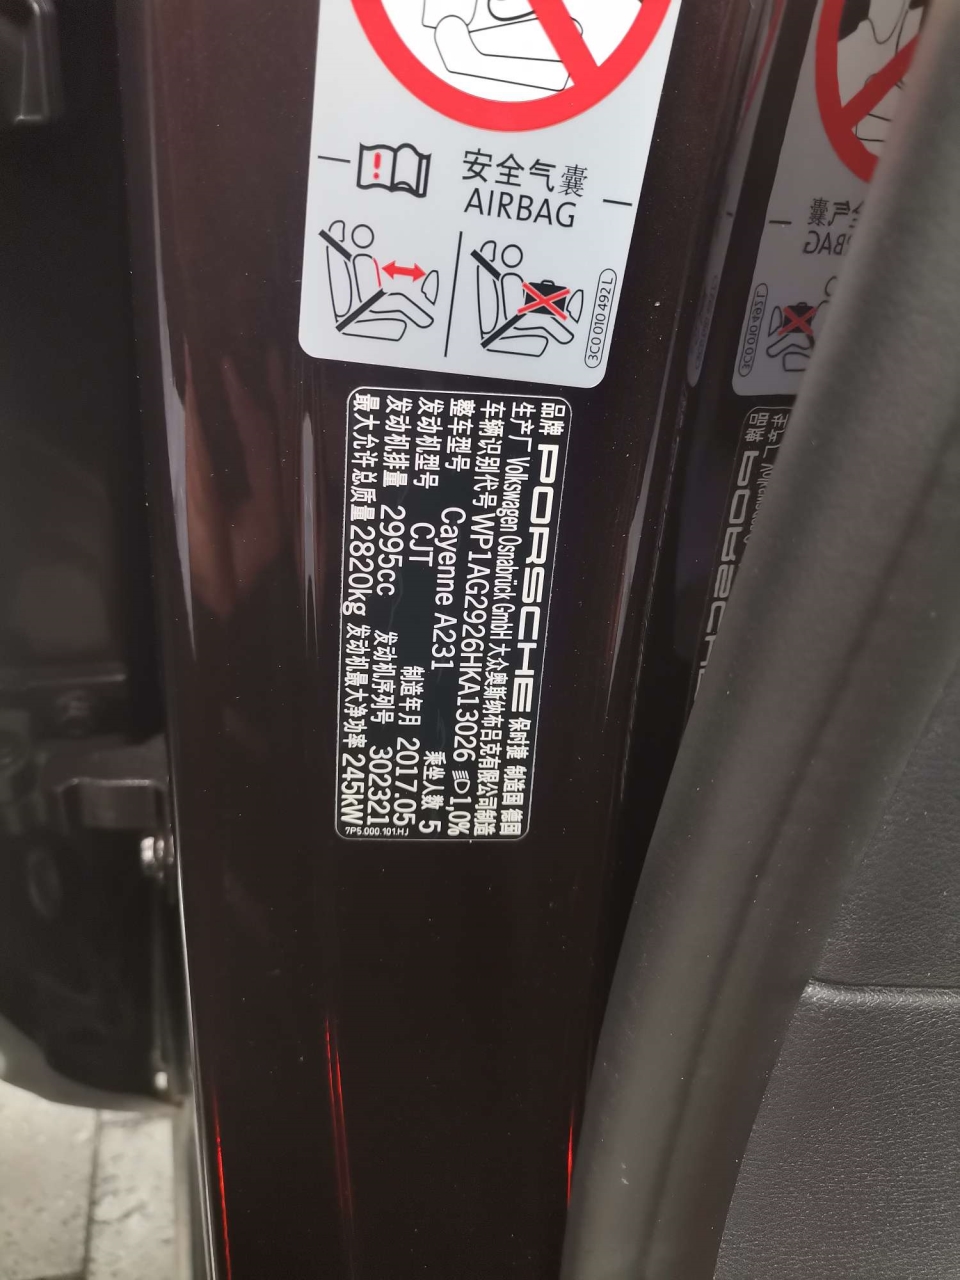 安全气囊
AIRBAG
3C0 010 492 L
品牌 PORSCHE 保时捷 制造国 德国
生产厂 Volkswagen Osnabrück GmbH 大众奥斯纳布吕克有限公司制造
车辆识别代号 WP1AG2926HKA13026 1,0%
整车型号 Cayenne A231 乘坐人数 5
发动机型号 CJT 制造年月 2017.05
发动机排量 2995cc 发动机序列号 302321
最大允许总质量 2820kg 发动机最大净功率 245kW
7P5.000.101.HJ